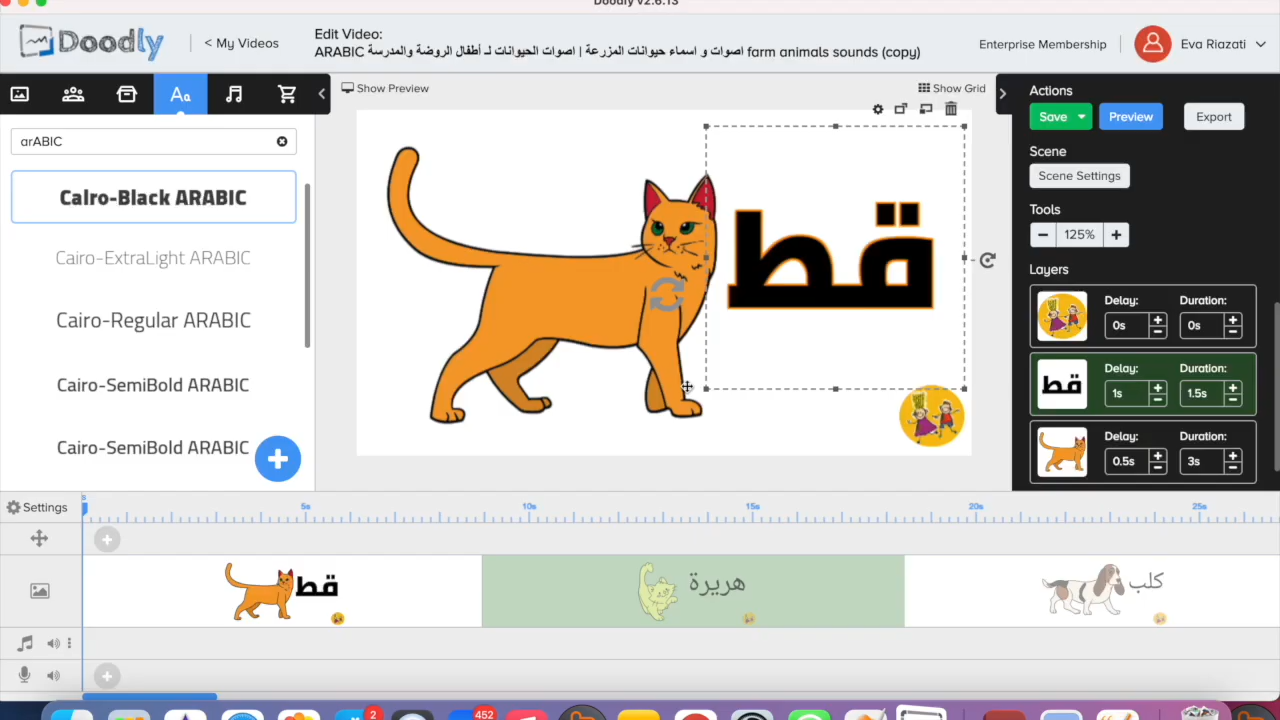 Doodly v2.6.13
Doodly
< My Videos
Edit Video:
ARABIC اصوات و اسماء حيوانات المزرعة | اصوات الحيوانات لـ أطفال الروضة والمدرسة farm animals sounds (copy)
Enterprise Membership
Eva Riazati
Aa
Show Preview
Show Grid
arABIC
Calro-Black ARABIC
Cairo-ExtraLight ARABIC
Cairo-Regular ARABIC
Cairo-SemiBold ARABIC
Cairo-SemiBold ARABIC
قط
Actions
Save
Preview
Export
Scene
Scene Settings
Tools
125%
Layers
Delay:
Duration:
0s
0s
قط
Delay:
Duration:
1s
1.5s
Delay:
Duration:
0.5s
3s
Settings
s
5s
10s
15s
20s
25s
قط
هريرة
كلب
2
452